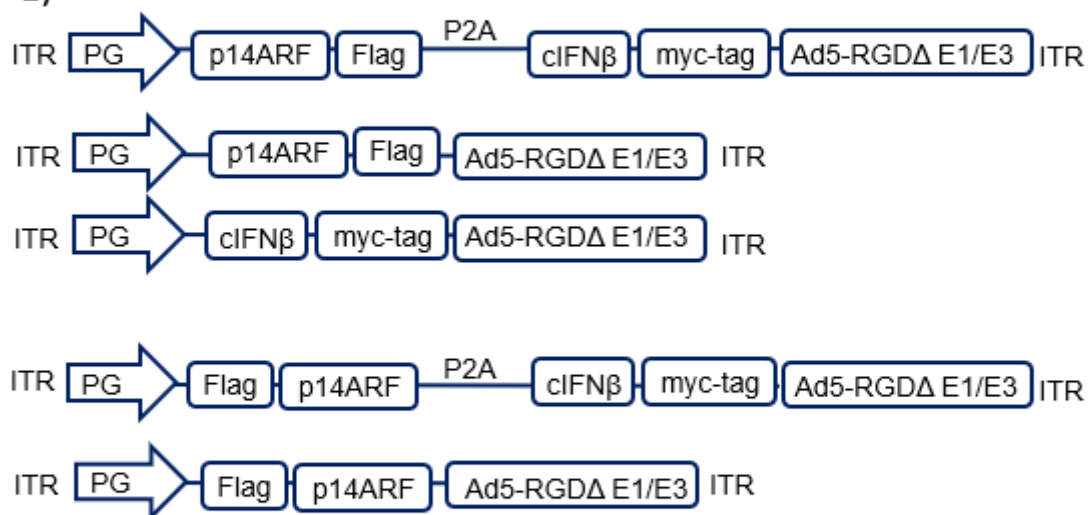 ITR PG p14ARF Flag P2A cIFNβ myc-tag Ad5-RGDΔ E1/E3 ITR
ITR PG p14ARF Flag Ad5-RGDΔ E1/E3 ITR
ITR PG cIFNβ myc-tag Ad5-RGDΔ E1/E3 ITR
ITR PG Flag p14ARF P2A cIFNβ myc-tag Ad5-RGDΔ E1/E3 ITR
ITR PG Flag p14ARF Ad5-RGDΔ E1/E3 ITR